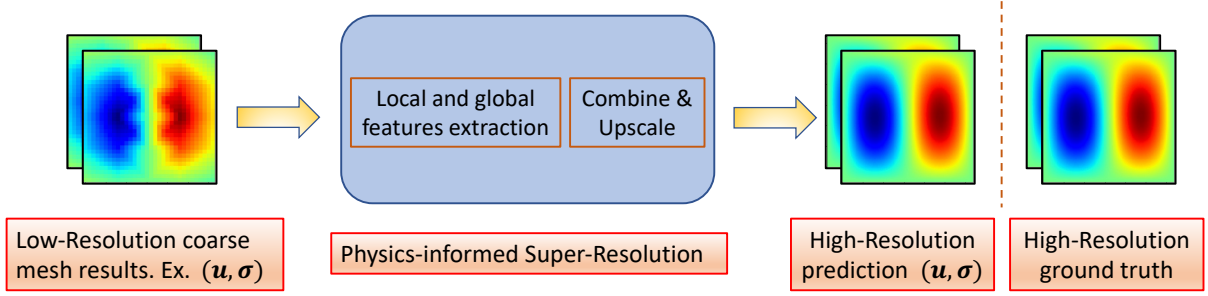 Local and global
features extraction
Combine &
Upscale
Low-Resolution coarse
mesh results. Ex. (u, σ)
Physics-informed Super-Resolution
High-Resolution
prediction (u, σ)
High-Resolution
ground truth